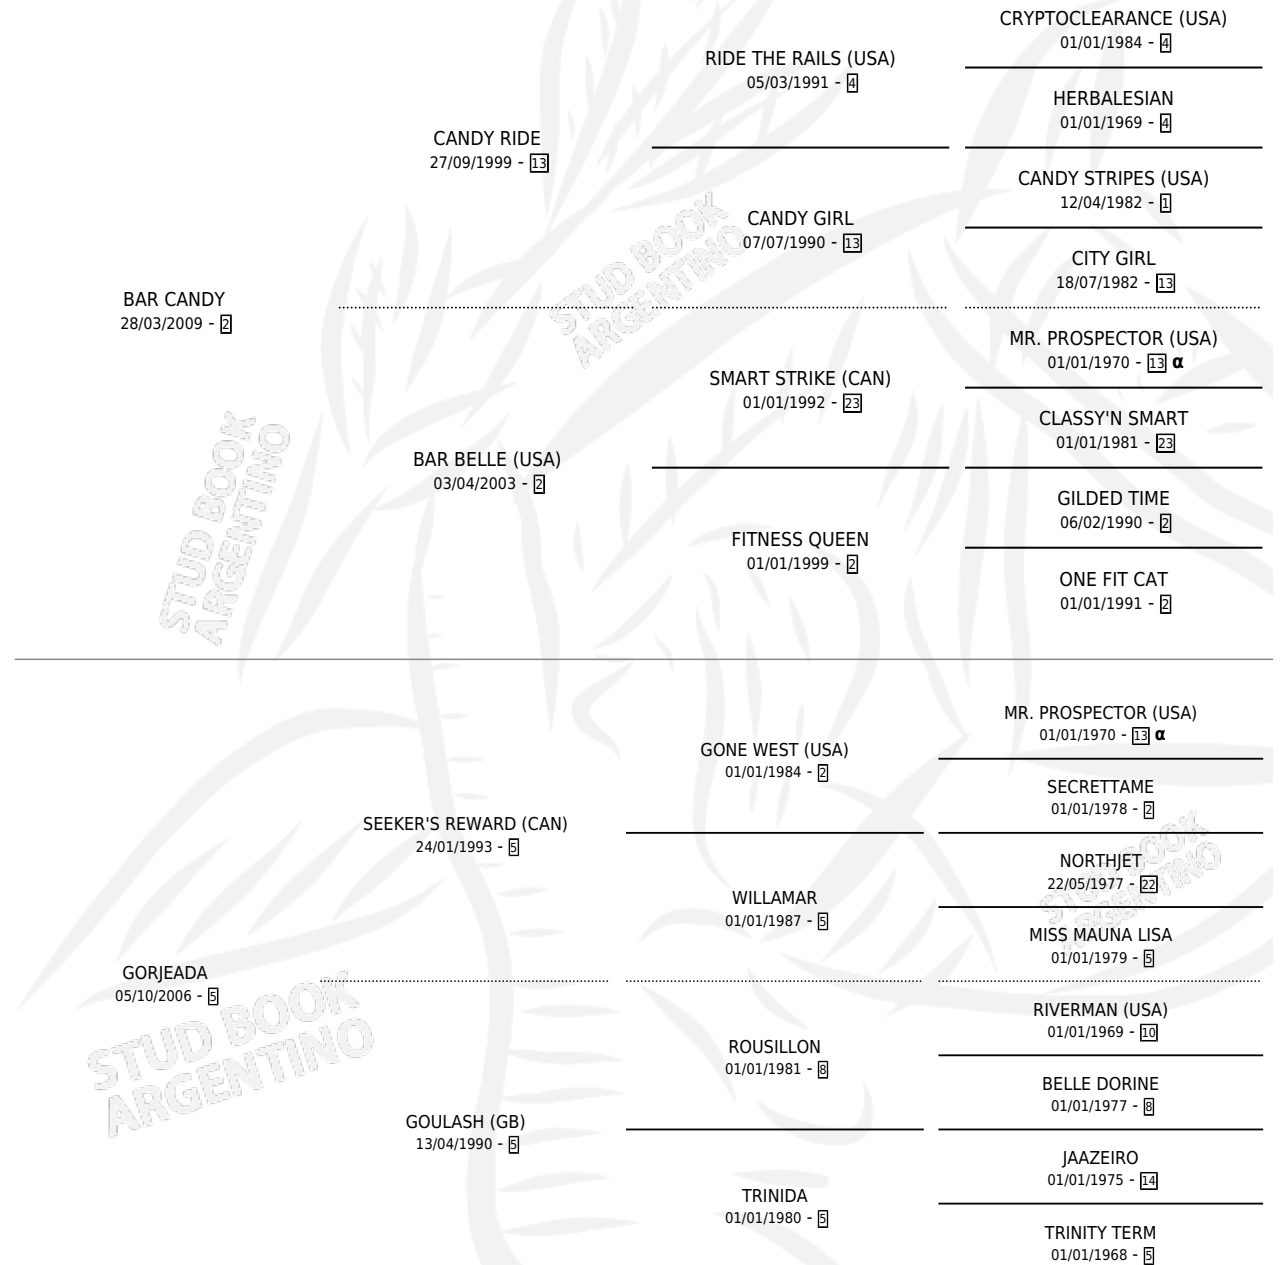 CRYPTOCLEARANCE (USA)
01/01/1984 - 4
RIDE THE RAILS (USA)
05/03/1991 - 4
HERBALESIAN
01/01/1969 - 4
CANDY RIDE
27/09/1999 - 13
CANDY STRIPES (USA)
12/04/1982 - 1
CANDY GIRL
07/07/1990 - 13
CITY GIRL
18/07/1982 - 13
BAR CANDY
28/03/2009 - 2
MR. PROSPECTOR (USA)
01/01/1970 - 13 α
SMART STRIKE (CAN)
01/01/1992 - 23
CLASSY'N SMART
01/01/1981 - 23
BAR BELLE (USA)
03/04/2003 - 2
GILDED TIME
06/02/1990 - 2
FITNESS QUEEN
01/01/1999 - 2
ONE FIT CAT
01/01/1991 - 2
MR. PROSPECTOR (USA)
01/01/1970 - 13 α
GONE WEST (USA)
01/01/1984 - 2
SECRETTAME
01/01/1978 - 2
SEEKER'S REWARD (CAN)
24/01/1993 - 5
NORTHJET
22/05/1977 - 22
WILLAMAR
01/01/1987 - 5
MISS MAUNA LISA
01/01/1979 - 5
GORJEADA
05/10/2006 - 5
RIVERMAN (USA)
01/01/1969 - 10
ROUSILLON
01/01/1981 - 8
BELLE DORINE
01/01/1977 - 8
GOULASH (GB)
13/04/1990 - 5
JAAZEIRO
01/01/1975 - 14
TRINIDA
01/01/1980 - 5
TRINITY TERM
01/01/1968 - 5
STUD BOOK
ARGENTINO
STUD BOOK
ARGENTINO
STUD BOOK
ARGENTINO
STUD BOOK
ARGENTINO